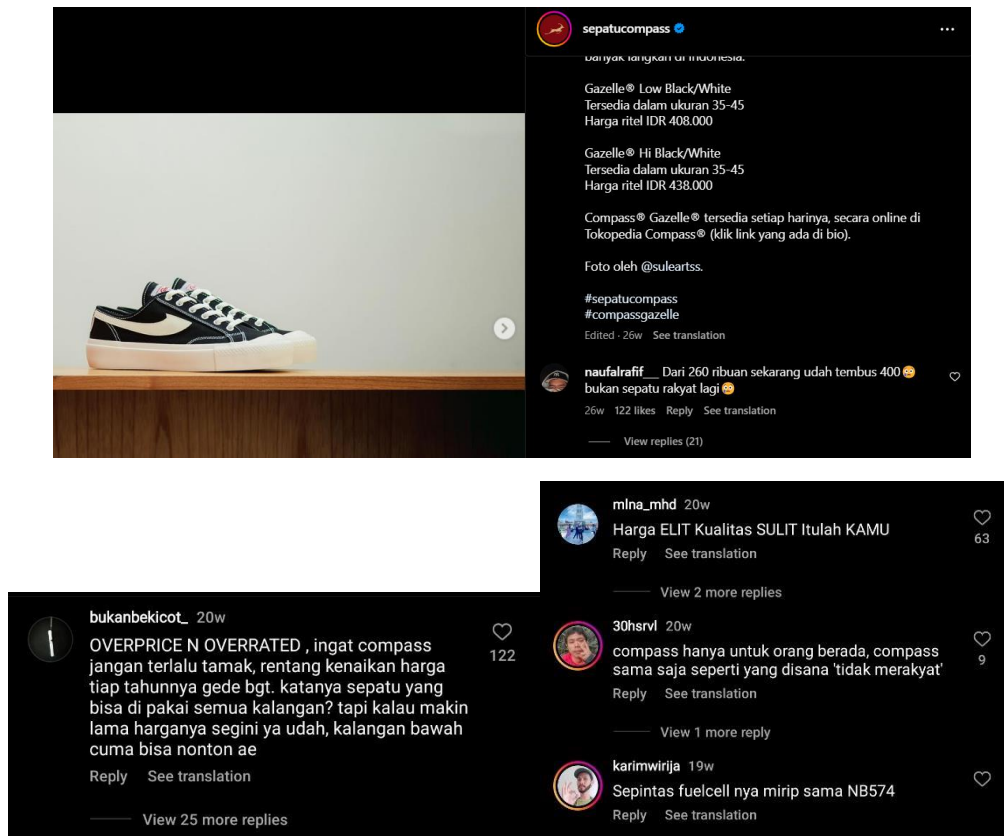 sepatucompass
banyak langkah di Indonesia.
Gazelle® Low Black/White
Tersedia dalam ukuran 35-45
Harga ritel IDR 408.000
Gazelle® Hi Black/White
Tersedia dalam ukuran 35-45
Harga ritel IDR 438.000
Compass® Gazelle® tersedia setiap harinya, secara online di
Tokopedia Compass® (klik link yang ada di bio).
Foto oleh @suleartss.
#sepatucompass
#compassgazelle
Edited · 26w See translation
naufalrafif__ Dari 260 ribuan sekarang udah tembus 400😳
bukan sepatu rakyat lagi😳
26w 122 likes Reply See translation
View replies (21)
mlna_mhd 20w
Harga ELIT Kualitas SULIT Itulah KAMU
63
Reply See translation
View 2 more replies
30hsrvl 20w
compass hanya untuk orang berada, compass
sama saja seperti yang disana 'tidak merakyat'
9
Reply See translation
View 1 more reply
karimwirija 19w
Sepintas fuelcell nya mirip sama NB574
Reply See translation
bukanbekicot_ 20w
OVERPRICE N OVERRATED , ingat compass
jangan terlalu tamak, rentang kenaikan harga
tiap tahunnya gede bgt. katanya sepatu yang
bisa di pakai semua kalangan? tapi kalau makin
lama harganya segini ya udah, kalangan bawah
cuma bisa nonton ae
122
Reply See translation
View 25 more replies